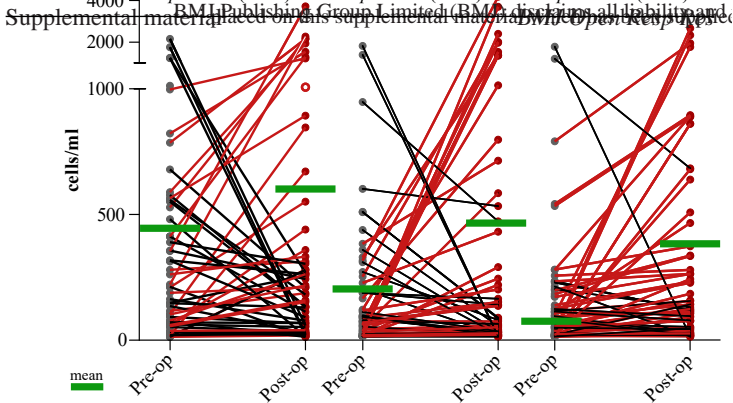 BMJ Publishing Group Limited (BMJ) disclaims all liability and
Supplemental material placed on this supplemental material BMJ Open Resp Res
4000
2000
1000
500
0
cells/ml
Pre-op Post-op Pre-op Post-op Pre-op Post-op
mean